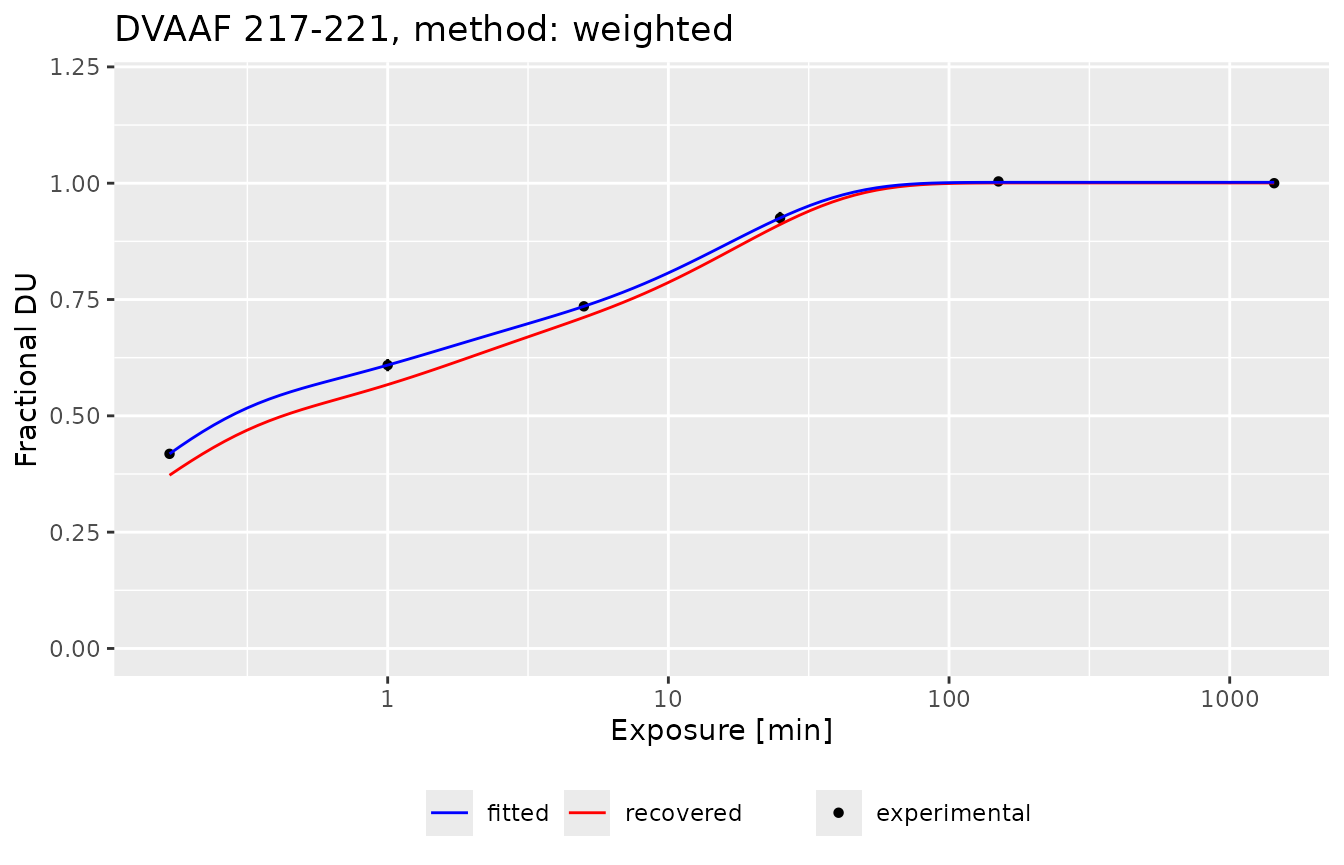 DVAAF 217-221, method: weighted
1.25
1.00
0.75
0.50
0.25
0.00
Fractional DU
1 10 100 1000
Exposure [min]
fitted recovered experimental